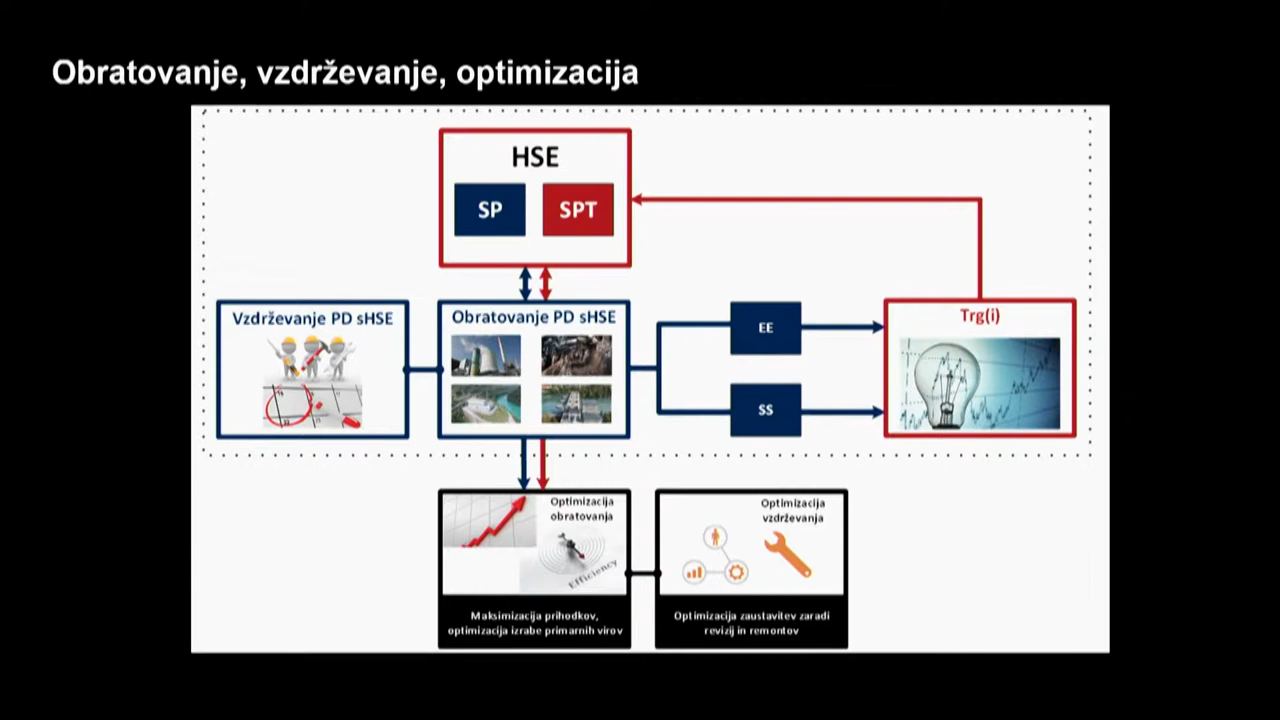 Obratovanje, vzdrževanje, optimizacija
HSE
SP
SPT
Vzdrževanje PD sHSE
Obratovanje PD sHSE
EE
SS
Trg(i)
Optimizacija
obratovanja
Efficiency
Maksimizacija prihodkov,
optimizacija izrabe primarnih virov
Optimizacija
vzdrževanja
Optimizacija zaustavitev zaradi
revizij in remontov